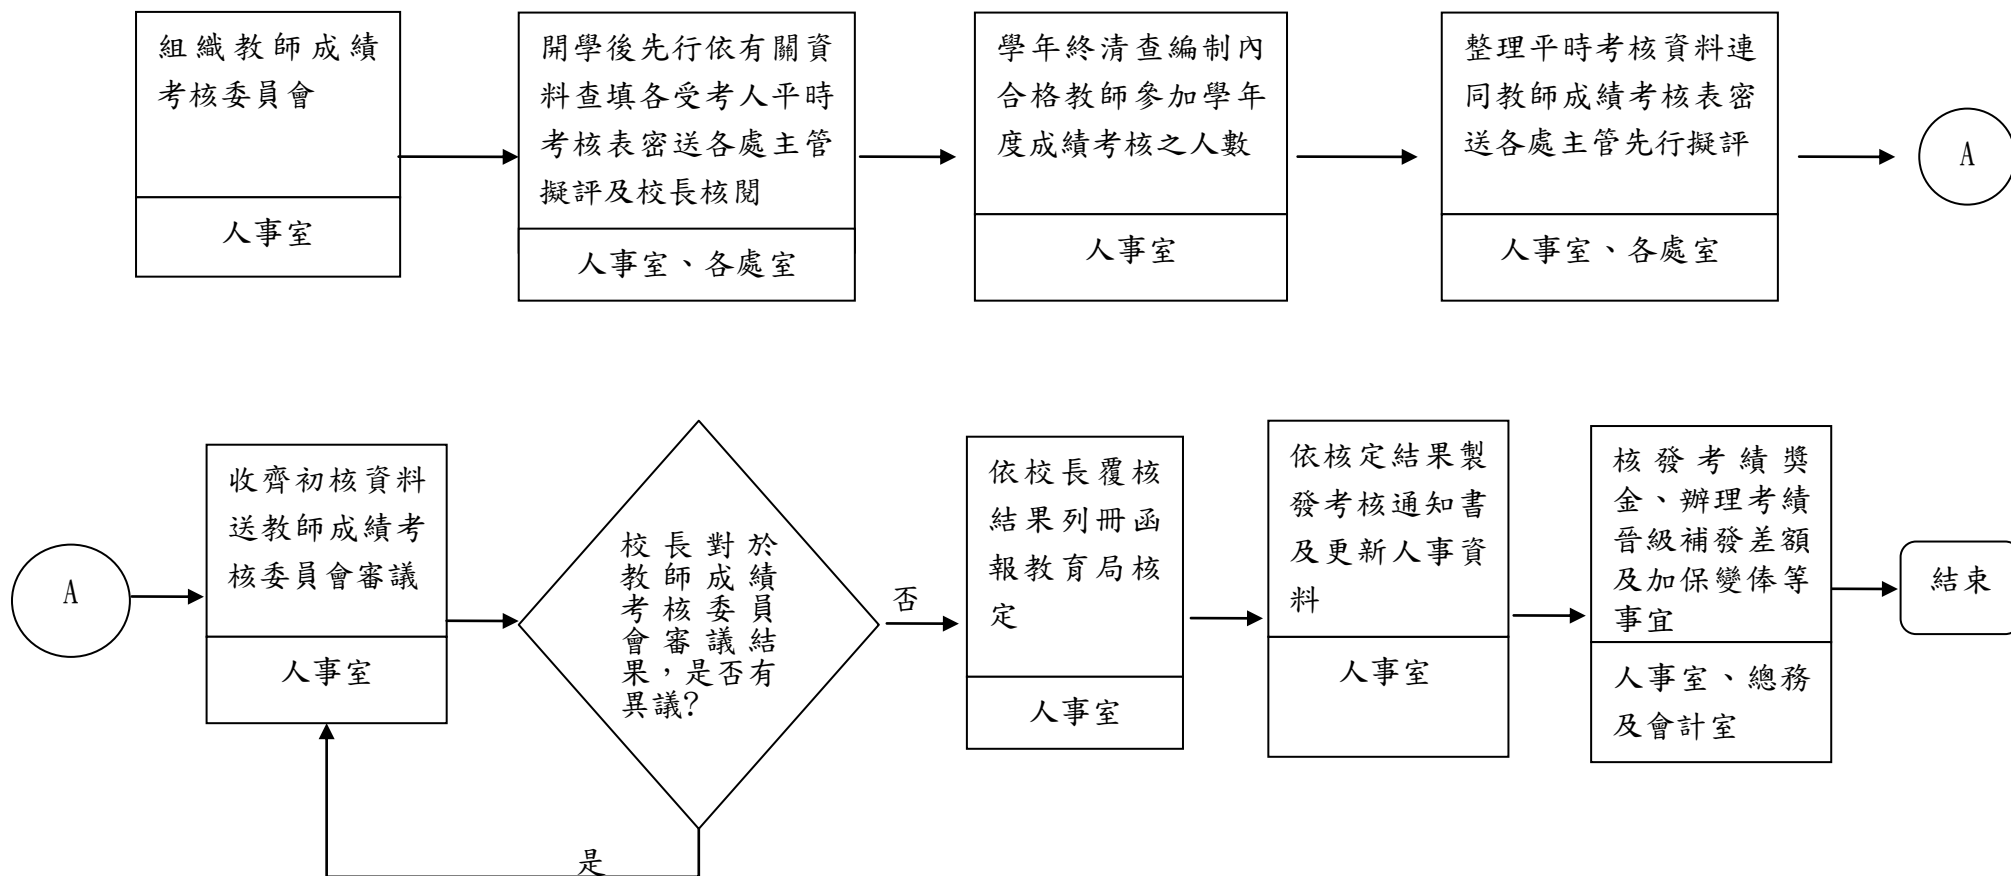 組織教師成績
考核委員會
人事室
開學後先行依有關資
料查填各受考人平時
考核表密送各處主管
擬評及校長核閱
人事室、各處室
學年終清查編制內
合格教師參加學年
度成績考核之人數
人事室
整理平時考核資料連
同教師成績考核表密
送各處主管先行擬評
人事室、各處室
A
A
收齊初核資料
送教師成績考
核委員會審議
人事室
校長對於
教師成績
考核委員
會審議結
果，是否有
異議?
是
否
依校長覆核
結果列冊函
報教育局核
定
人事室
依核定結果製
發考核通知書
及更新人事資
料
人事室
核發考績獎
金、辦理考績
晉級補發差額
及加保變俸等
事宜
人事室、總務
及會計室
結束